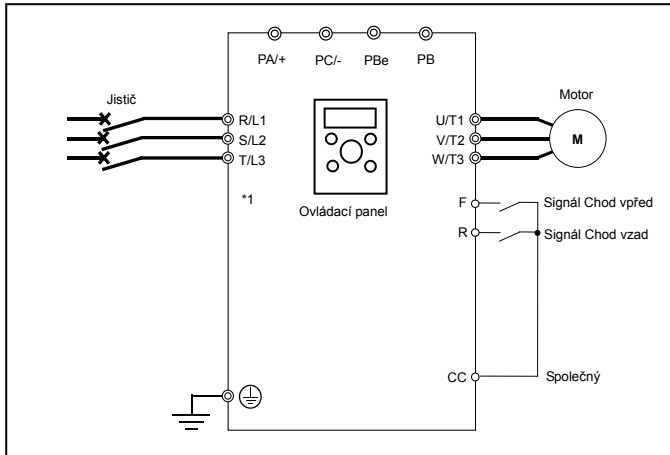 PA/+ PC/- PBe PB
Jistič
Motor
R/L1
S/L2
T/L3
U/T1
V/T2
W/T3
M
*1
Ovládací panel
F
Signál Chod vpřed
R
Signál Chod vzad
CC
Společný